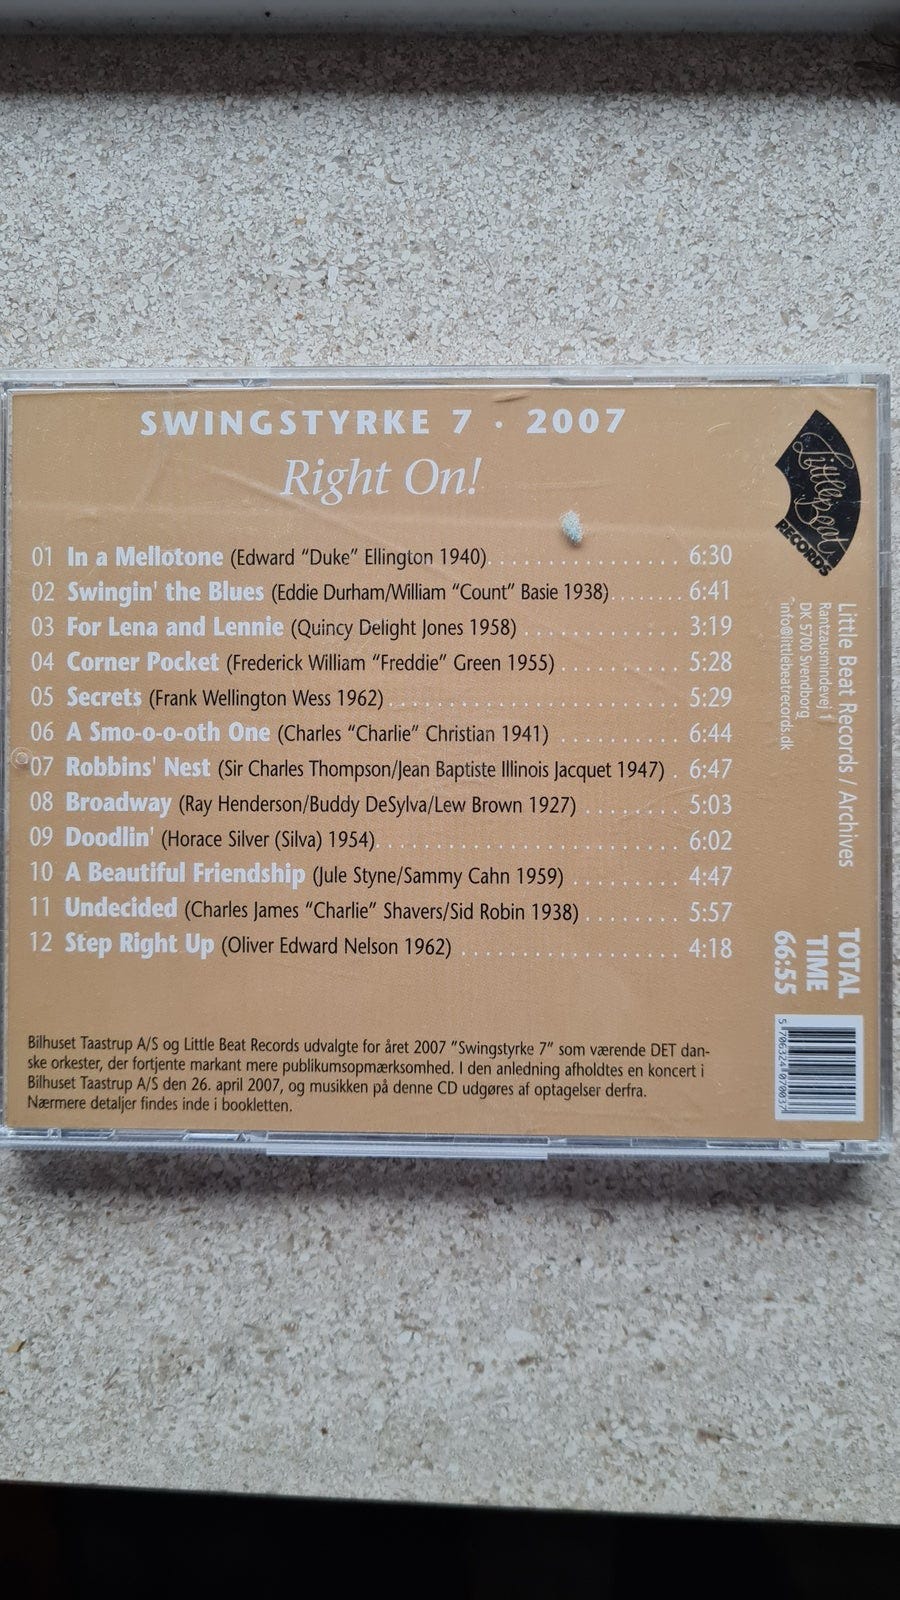 SWINGSTYRKE 7 · 2007
Right On!
01 In a Mellotone (Edward "Duke" Ellington 1940) 6:30
02 Swingin' the Blues (Eddie Durham/William "Count" Basie 1938) 6:41
03 For Lena and Lennie (Quincy Delight Jones 1958) 3:19
04 Corner Pocket (Frederick William "Freddie" Green 1955) 5:28
05 Secrets (Frank Wellington Wess 1962) 5:29
06 A Smo-o-o-oth One (Charles "Charlie" Christian 1941) 6:44
07 Robbins' Nest (Sir Charles Thompson/Jean Baptiste Illinois Jacquet 1947) 6:47
08 Broadway (Ray Henderson/Buddy DeSylva/Lew Brown 1927) 5:03
09 Doodlin' (Horace Silver (Silva) 1954) 6:02
10 A Beautiful Friendship (Jule Styne/Sammy Cahn 1959) 4:47
11 Undecided (Charles James "Charlie" Shavers/Sid Robin 1938) 5:57
12 Step Right Up (Oliver Edward Nelson 1962) 4:18
Bilhuset Taastrup A/S og Little Beat Records udvalgte for året 2007 "Swingstyrke 7" som værende DET dan-
ske orkester, der fortjente markant mere publikumsopmærksomhed. I den anledning afholdtes en koncert i
Bilhuset Taastrup A/S den 26. april 2007, og musikken på denne CD udgøres af optagelser derfra.
Nærmere detaljer findes inde i bookletten.
Little Beat
RECORDS
Little Beat Records / Archives
Rantzausmindevej 1
DK 5700 Svendborg
info@littlebeatrecords.dk
TOTAL
TIME
66:55
5 706324 070037